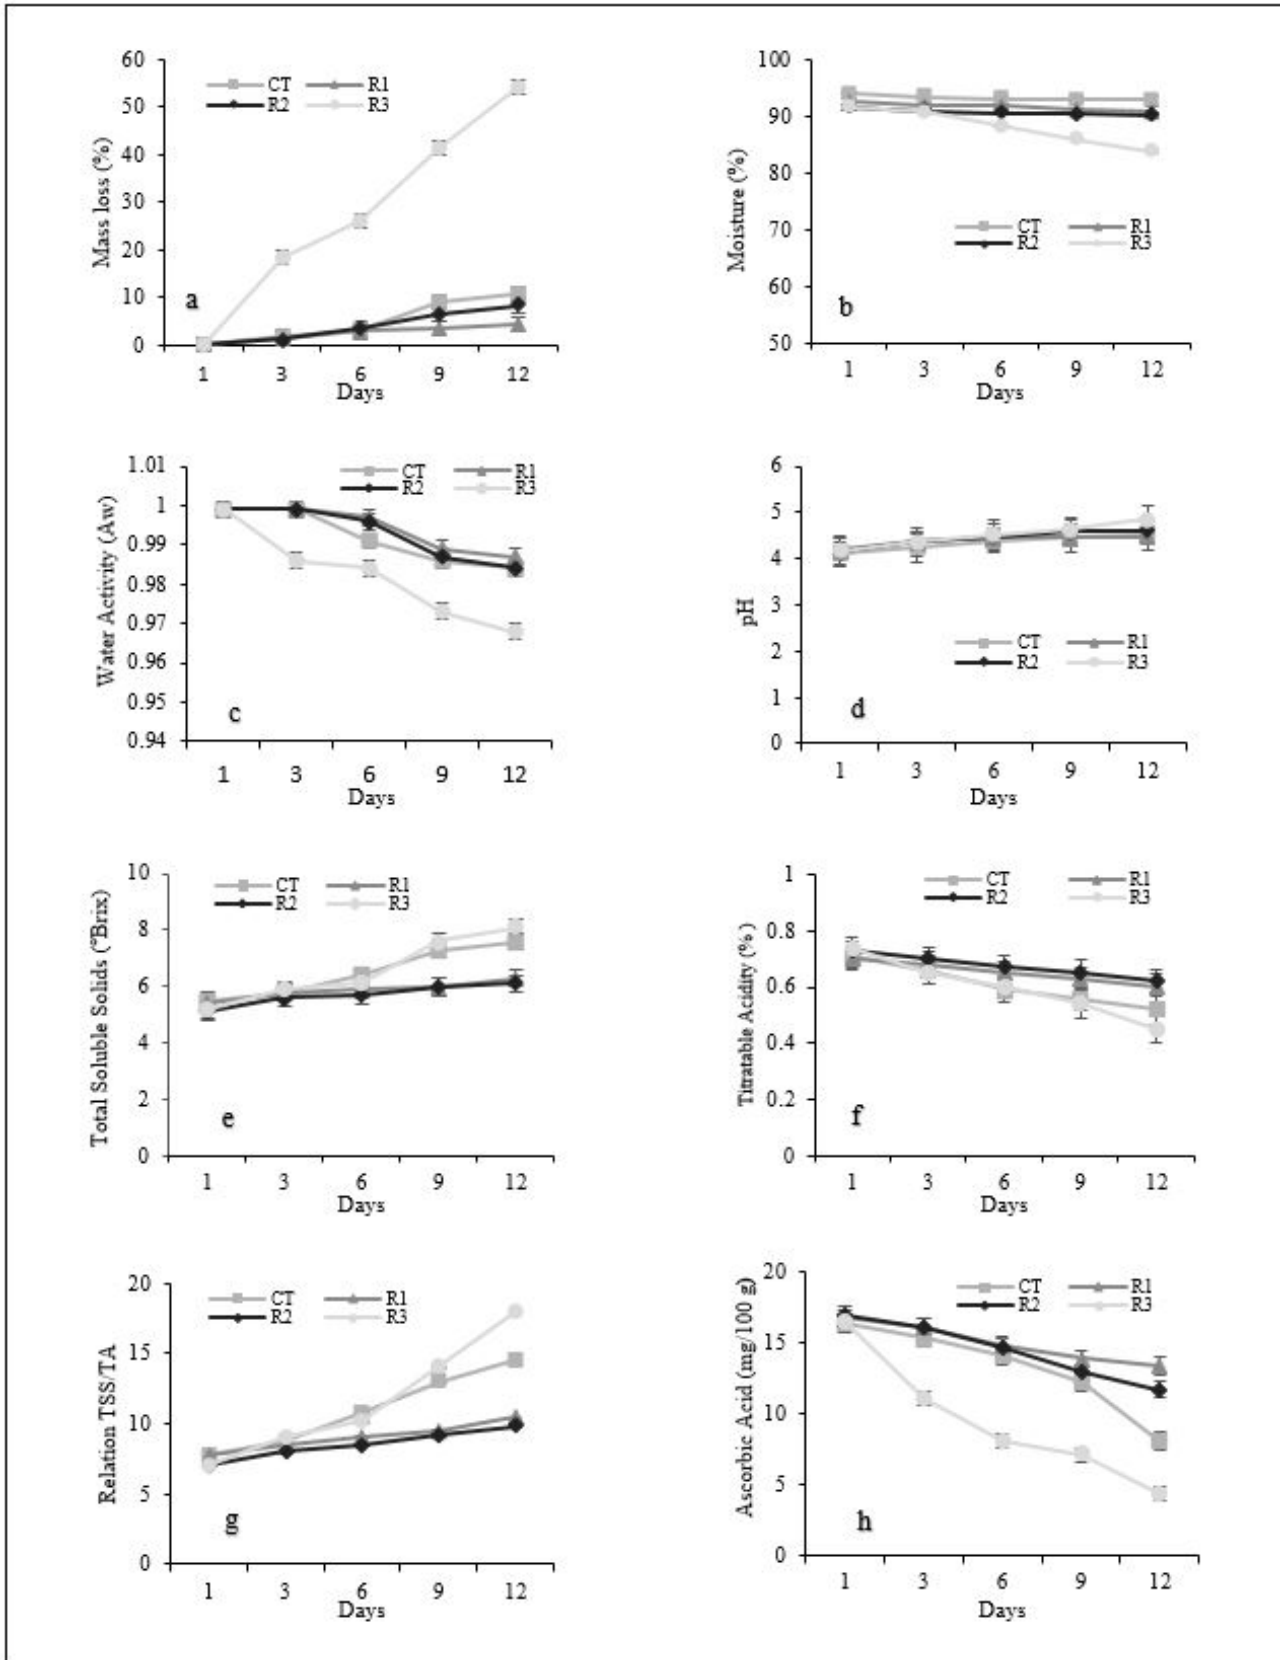 60
50
40
30
20
10
0
Mass loss (%)
CT R1
R2 R3
a
1 3 6 9 12
Days
100
90
80
70
60
50
Moisture (%)
CT R1
R2 R3
b
1 3 6 9 12
Days
1.01
1
0.99
0.98
0.97
0.96
0.95
0.94
Water Activity (Aw)
CT R1
R2 R3
c
1 3 6 9 12
Days
6
5
4
3
2
1
0
pH
CT R1
R2 R3
d
1 3 6 9 12
Days
10
8
6
4
2
0
Total Soluble Solids (°Brix)
CT R1
R2 R3
e
1 3 6 9 12
Days
1
0.8
0.6
0.4
0.2
0
Titratable Acidity (%)
CT R1
R2 R3
f
1 3 6 9 12
Days
20
15
10
5
0
Relation TSS/TA
CT R1
R2 R3
g
1 3 6 9 12
Days
20
15
10
5
0
Ascorbic Acid (mg/100 g)
CT R1
R2 R3
h
1 3 6 9 12
Days